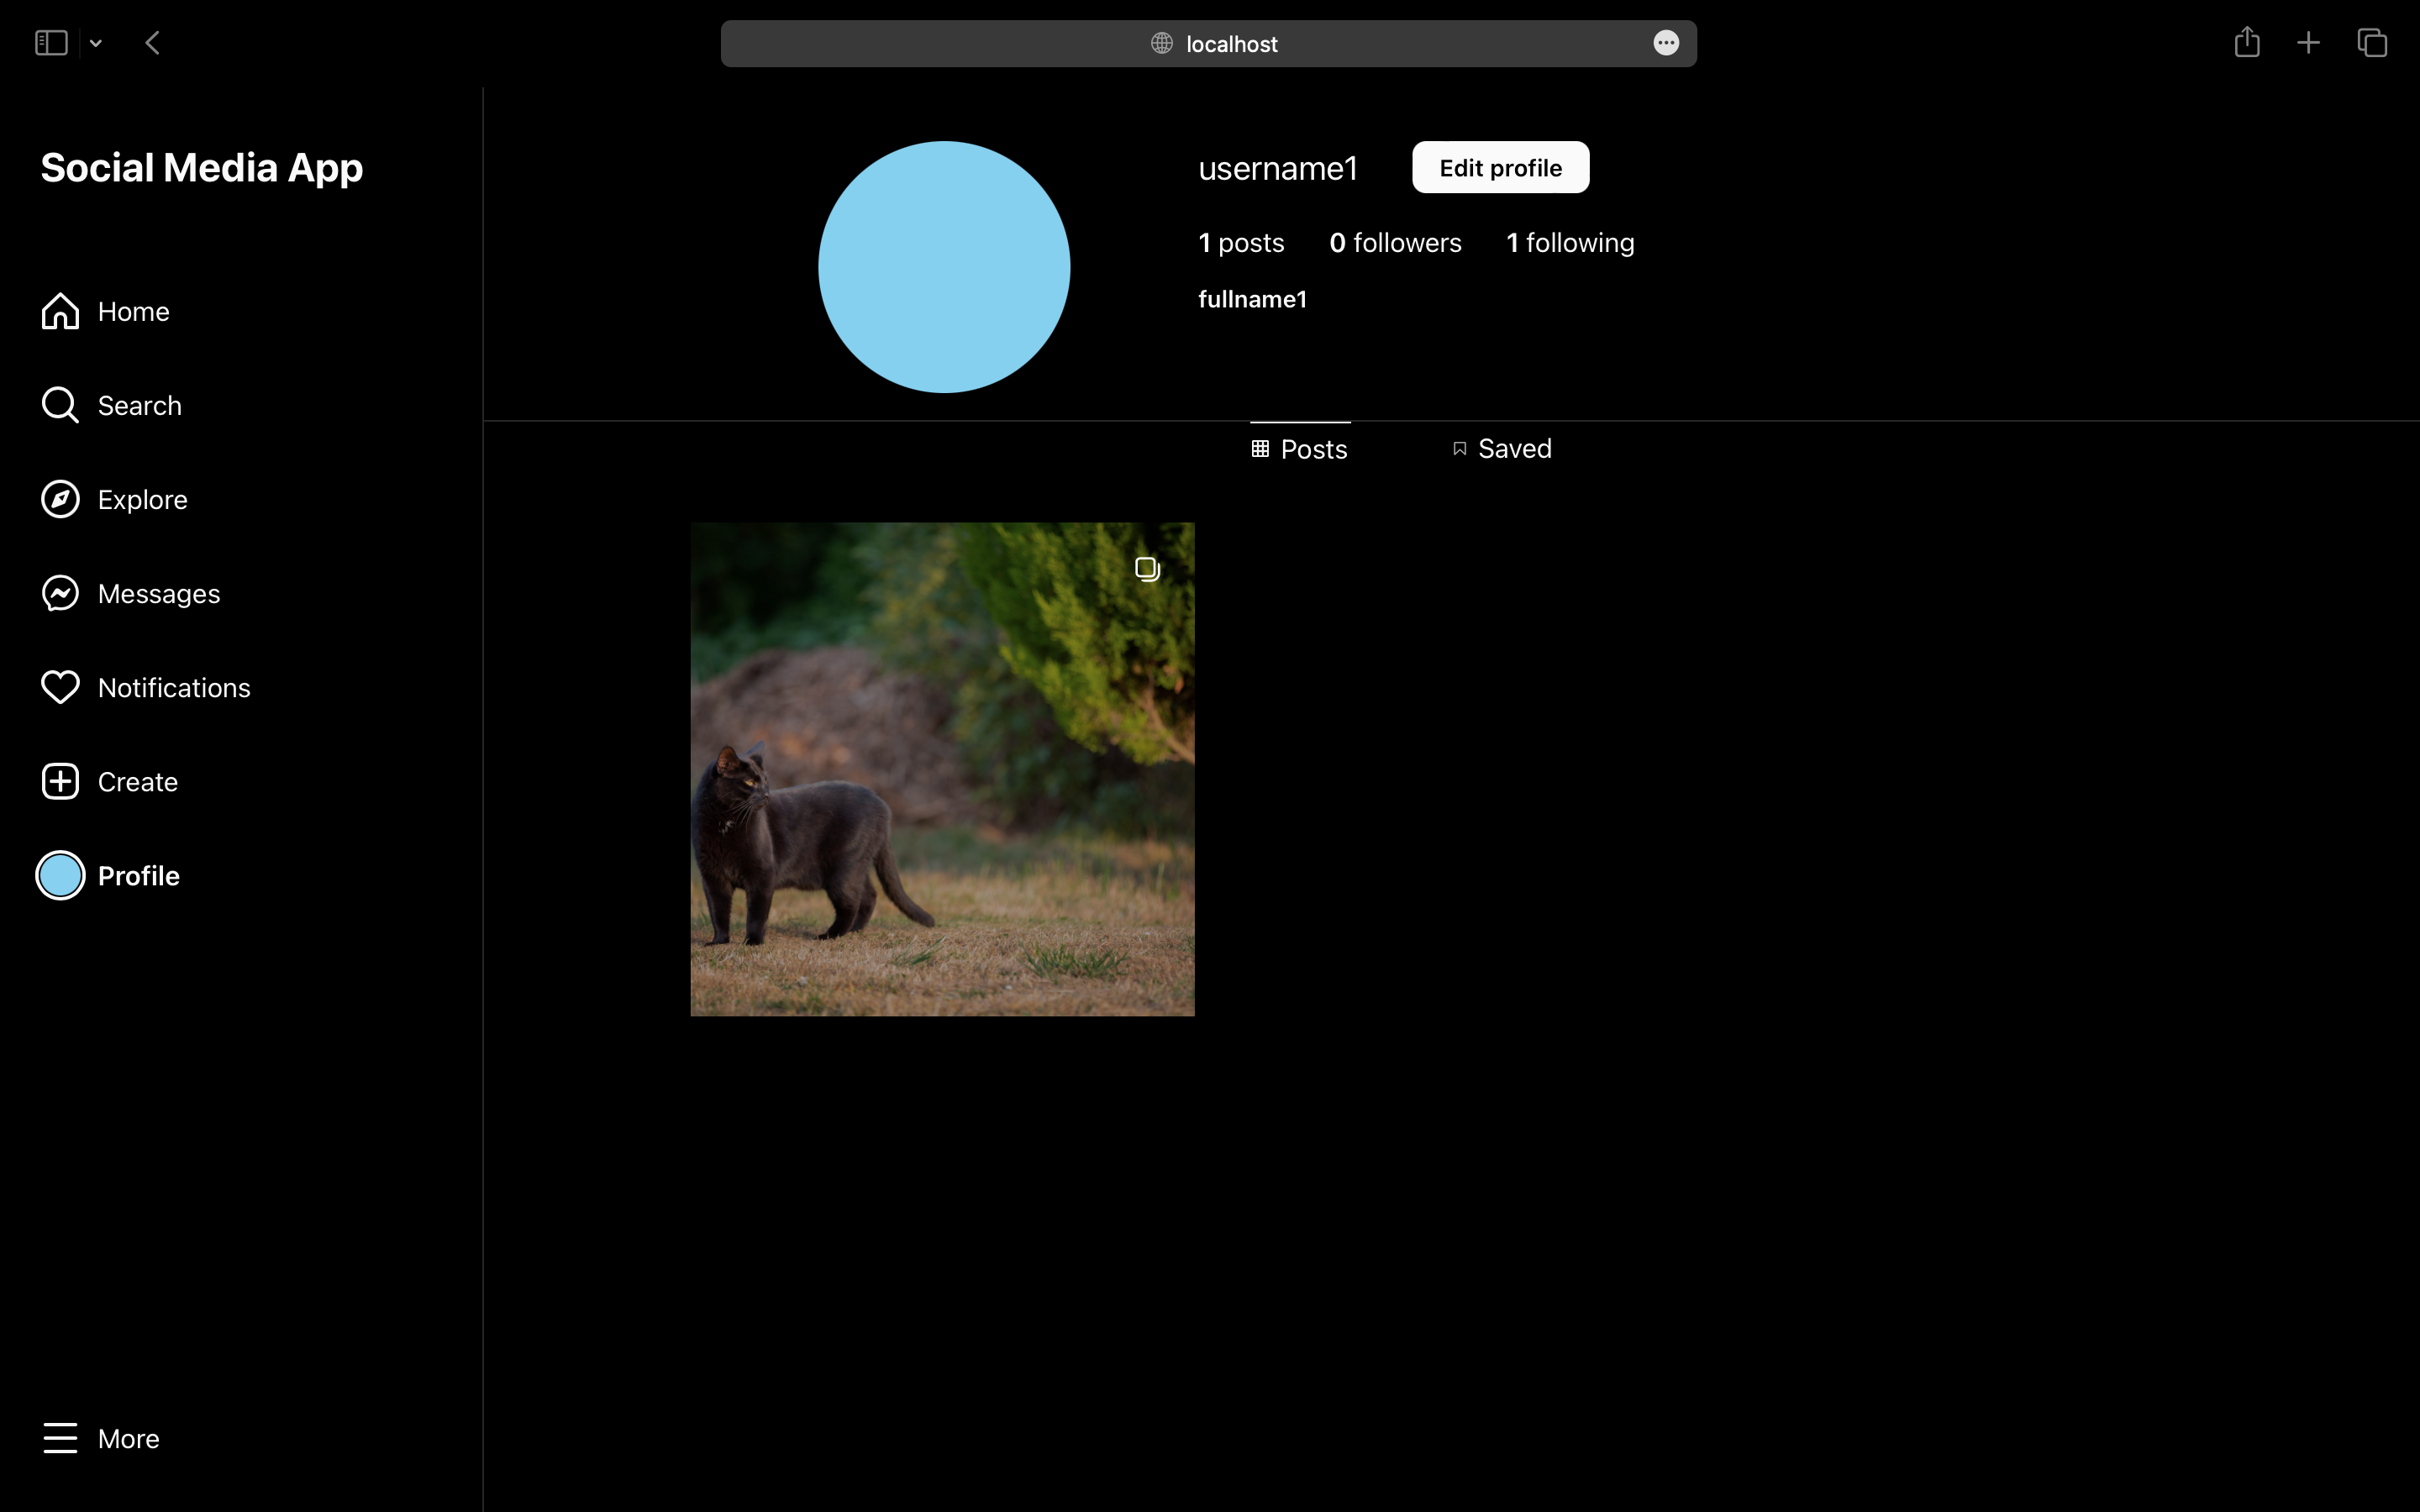 localhost
Social Media App
Home
Search
Explore
Messages
Notifications
Create
Profile
More
username1 Edit profile
1 posts 0 followers 1 following
fullname1
Posts Saved